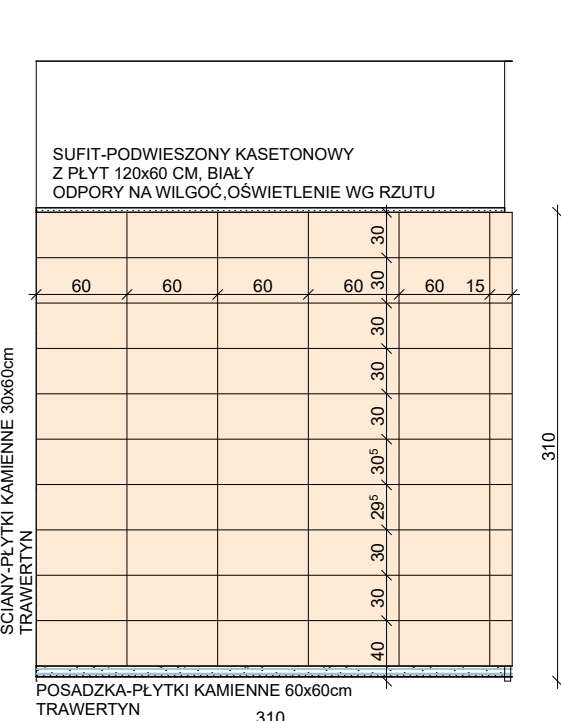 SUFIT-PODWIESZONY KASETONOWY
Z PŁYT 120x60 CM, BIAŁY
ODPORY NA WILGOĆ,OŚWIETLENIE WG RZUTU
30
60 60 60 60 30 60 15
30
30
30
30⁵
29⁵
30
30
40
310
SCIANY-PŁYTKI KAMIENNE 30x60cm
TRAWERTYN
POSADZKA-PŁYTKI KAMIENNE 60x60cm
TRAWERTYN
310